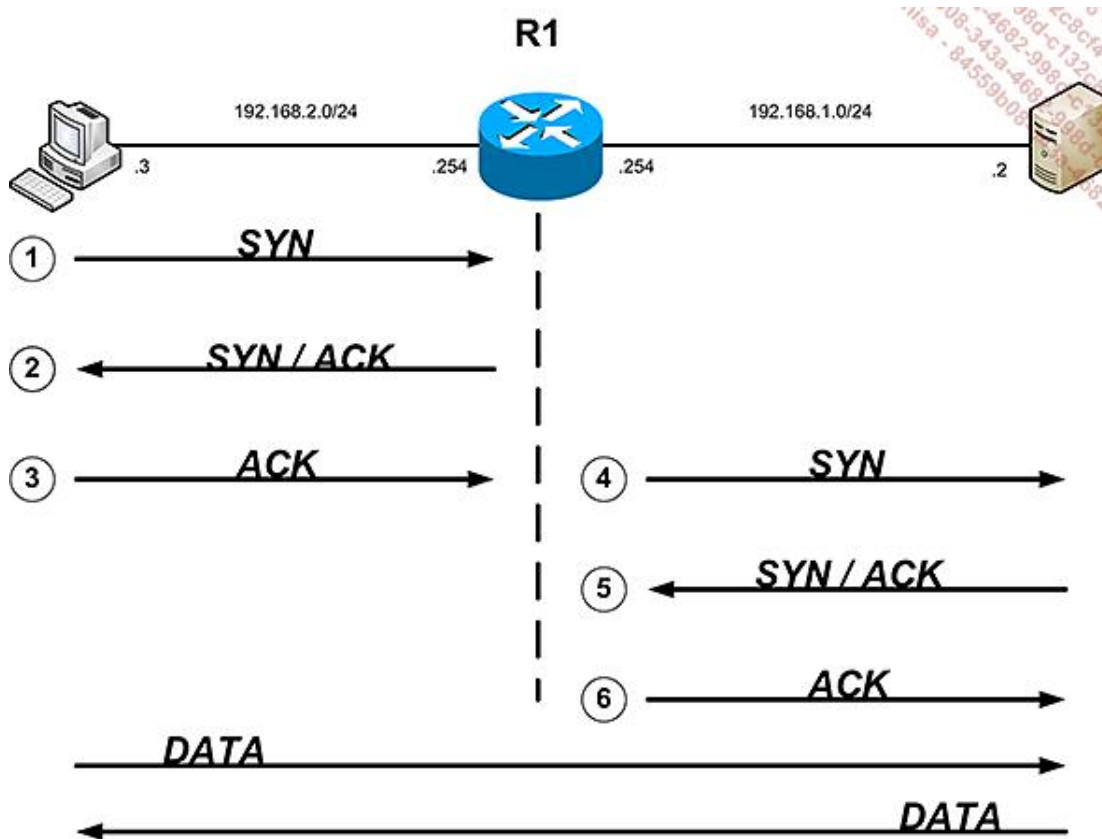 R1
192.168.2.0/24
192.168.1.0/24
.3
.254
.254
.2
1
SYN
2
SYN / ACK
3
ACK
4
SYN
5
SYN / ACK
6
ACK
DATA
DATA